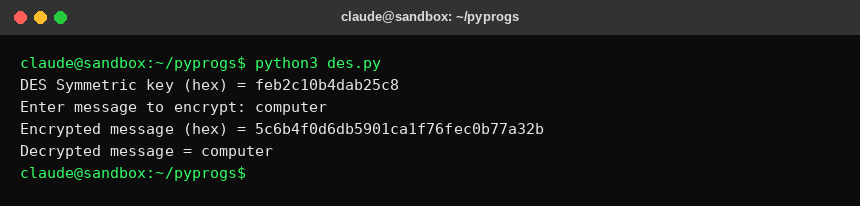 claude@sandbox: ~/pyprogs
claude@sandbox:~/pyprogs$ python3 des.py
DES Symmetric key (hex) = feb2c10b4dab25c8
Enter message to encrypt: computer
Encrypted message (hex) = 5c6b4f0d6db5901ca1f76fec0b77a32b
Decrypted message = computer
claude@sandbox:~/pyprogs$